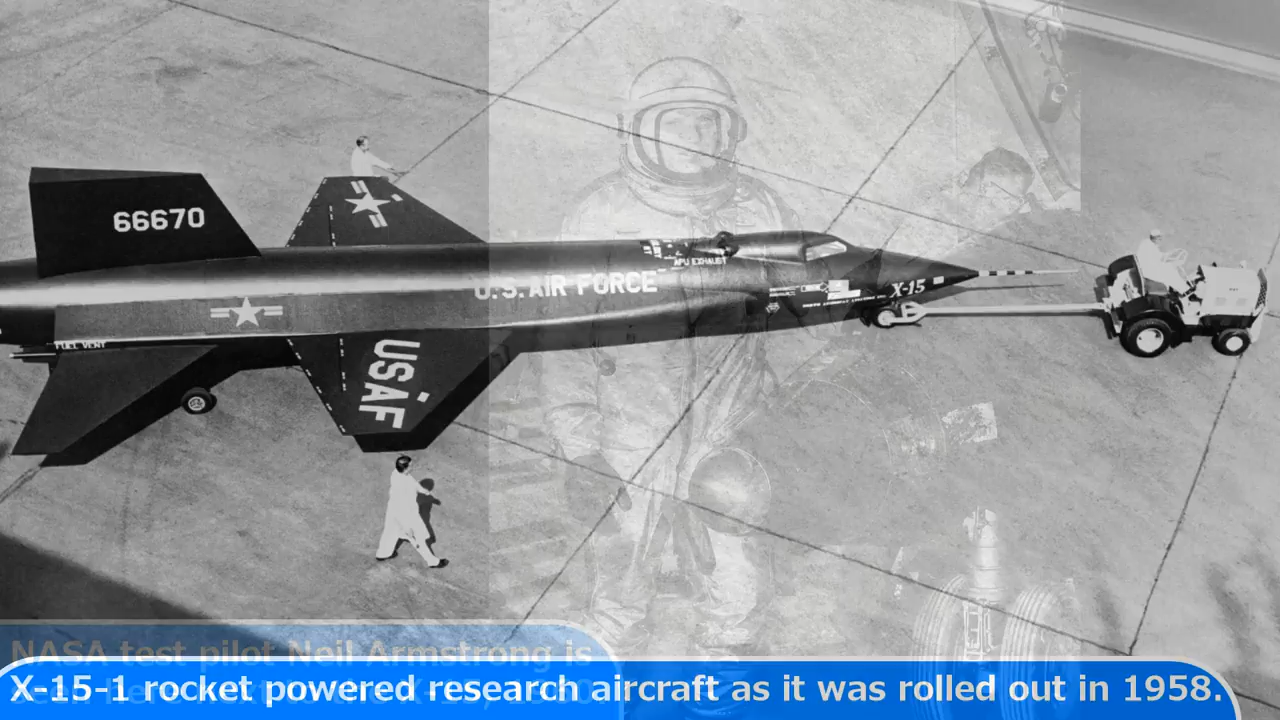 66670
APU EXHAUST
U.S. AIR FORCE
X-15
FUEL VENT
USAF
NASA test pilot Neil Armstrong is
X-15-1 rocket powered research aircraft as it was rolled out in 1958.